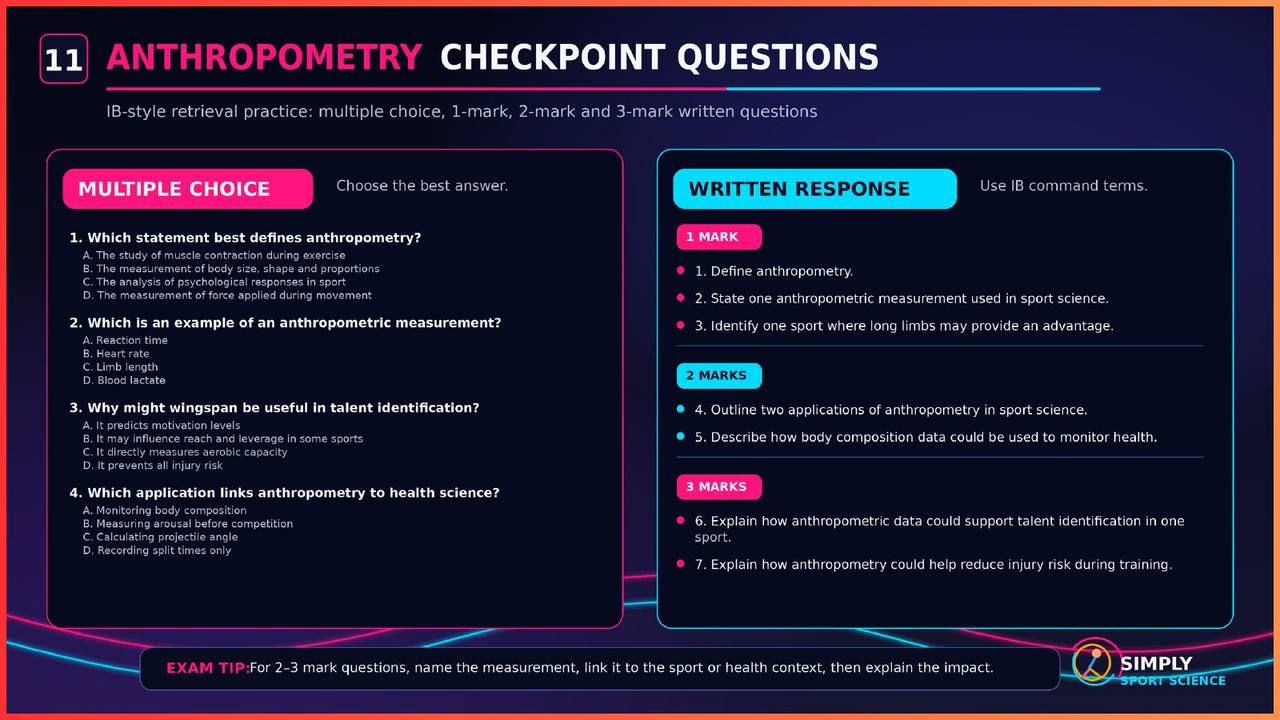 11
ANTHROPOMETRY CHECKPOINT QUESTIONS
IB-style retrieval practice: multiple choice, 1-mark, 2-mark and 3-mark written questions
MULTIPLE CHOICE
Choose the best answer.
1. Which statement best defines anthropometry?
A. The study of muscle contraction during exercise
B. The measurement of body size, shape and proportions
C. The analysis of psychological responses in sport
D. The measurement of force applied during movement
2. Which is an example of an anthropometric measurement?
A. Reaction time
B. Heart rate
C. Limb length
D. Blood lactate
3. Why might wingspan be useful in talent identification?
A. It predicts motivation levels
B. It may influence reach and leverage in some sports
C. It directly measures aerobic capacity
D. It prevents all injury risk
4. Which application links anthropometry to health science?
A. Monitoring body composition
B. Measuring arousal before competition
C. Calculating projectile angle
D. Recording split times only
WRITTEN RESPONSE
Use IB command terms.
1 MARK
1. Define anthropometry.
2. State one anthropometric measurement used in sport science.
3. Identify one sport where long limbs may provide an advantage.
2 MARKS
4. Outline two applications of anthropometry in sport science.
5. Describe how body composition data could be used to monitor health.
3 MARKS
6. Explain how anthropometric data could support talent identification in one
sport.
7. Explain how anthropometry could help reduce injury risk during training.
EXAM TIP:For 2–3 mark questions, name the measurement, link it to the sport or health context, then explain the impact.
SIMPLY
SPORT SCIENCE